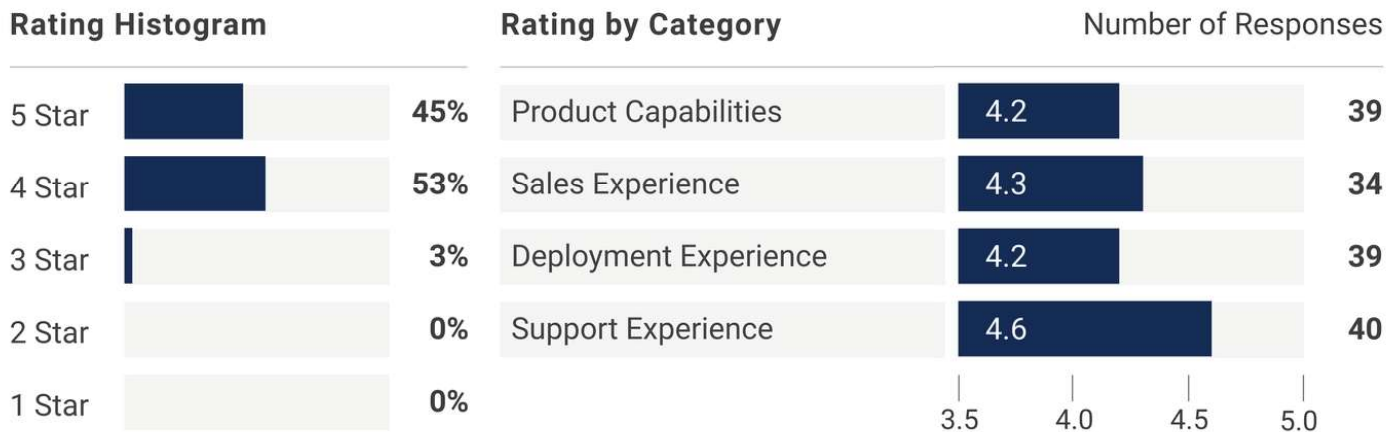 Rating Histogram
5 Star 45%
4 Star 53%
3 Star 3%
2 Star 0%
1 Star 0%
Rating by Category Number of Responses
Product Capabilities 4.2 39
Sales Experience 4.3 34
Deployment Experience 4.2 39
Support Experience 4.6 40
3.5 4.0 4.5 5.0